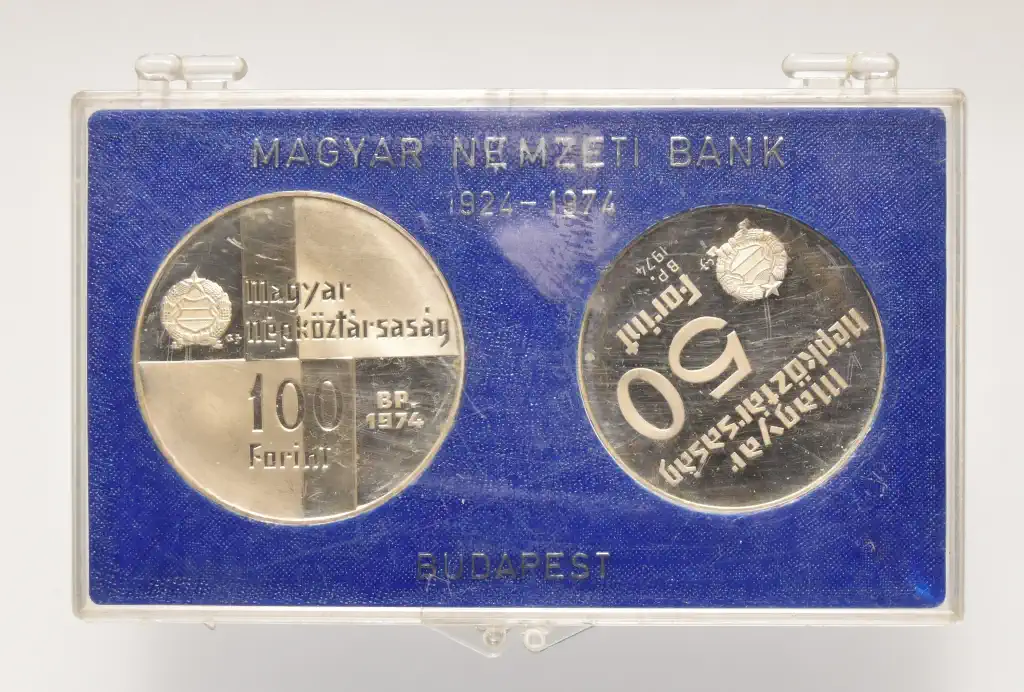 MAGYAR NEMZETI BANK
1924-1974
magyar
népköztársaság
100
BP.
1974
Forint
magyar
népköztársaság
50
Forint
BP.
1974
BUDAPEST